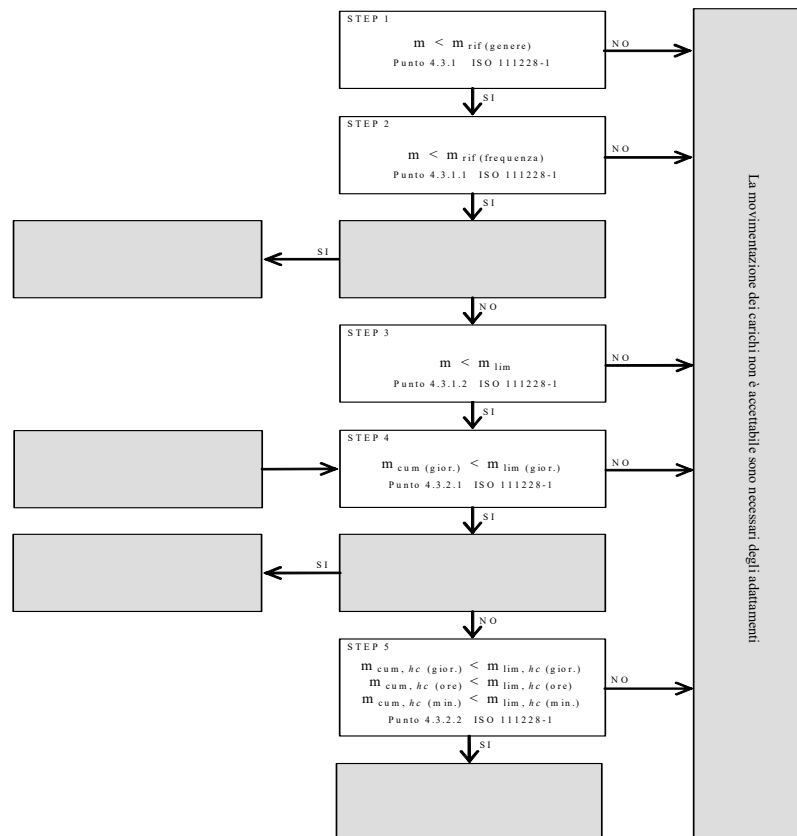 STEP 1
m < m rif (genere)
Punto 4.3.1 ISO 111228-1
NO
SI
STEP 2
m < m rif (frequenza)
Punto 4.3.1.1 ISO 111228-1
NO
SI
SI
NO
STEP 3
m < m lim
Punto 4.3.1.2 ISO 111228-1
NO
SI
STEP 4
m cum (gior.) < m lim (gior.)
Punto 4.3.2.1 ISO 111228-1
NO
SI
SI
NO
STEP 5
m cum, hc (gior.) < m lim, hc (gior.)
m cum, hc (ore) < m lim, hc (ore)
m cum, hc (min.) < m lim, hc (min.)
Punto 4.3.2.2 ISO 111228-1
NO
SI
La movimentazione dei carichi non è accettabile sono necessari degli adattamenti